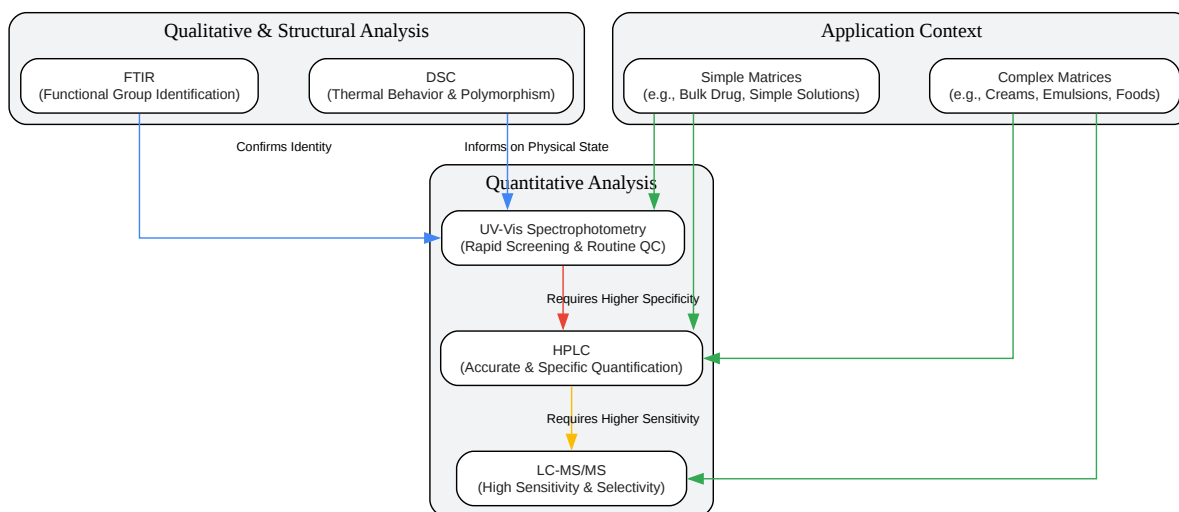 Qualitative & Structural Analysis
Application Context
FTIR
(Functional Group Identification)
DSC
(Thermal Behavior & Polymorphism)
Simple Matrices
(e.g., Bulk Drug, Simple Solutions)
Complex Matrices
(e.g., Creams, Emulsions, Foods)
Confirms Identity
Informs on Physical State
Quantitative Analysis
UV-Vis Spectrophotometry
(Rapid Screening & Routine QC)
Requires Higher Specificity
HPLC
(Accurate & Specific Quantification)
Requires Higher Sensitivity
LC-MS/MS
(High Sensitivity & Selectivity)